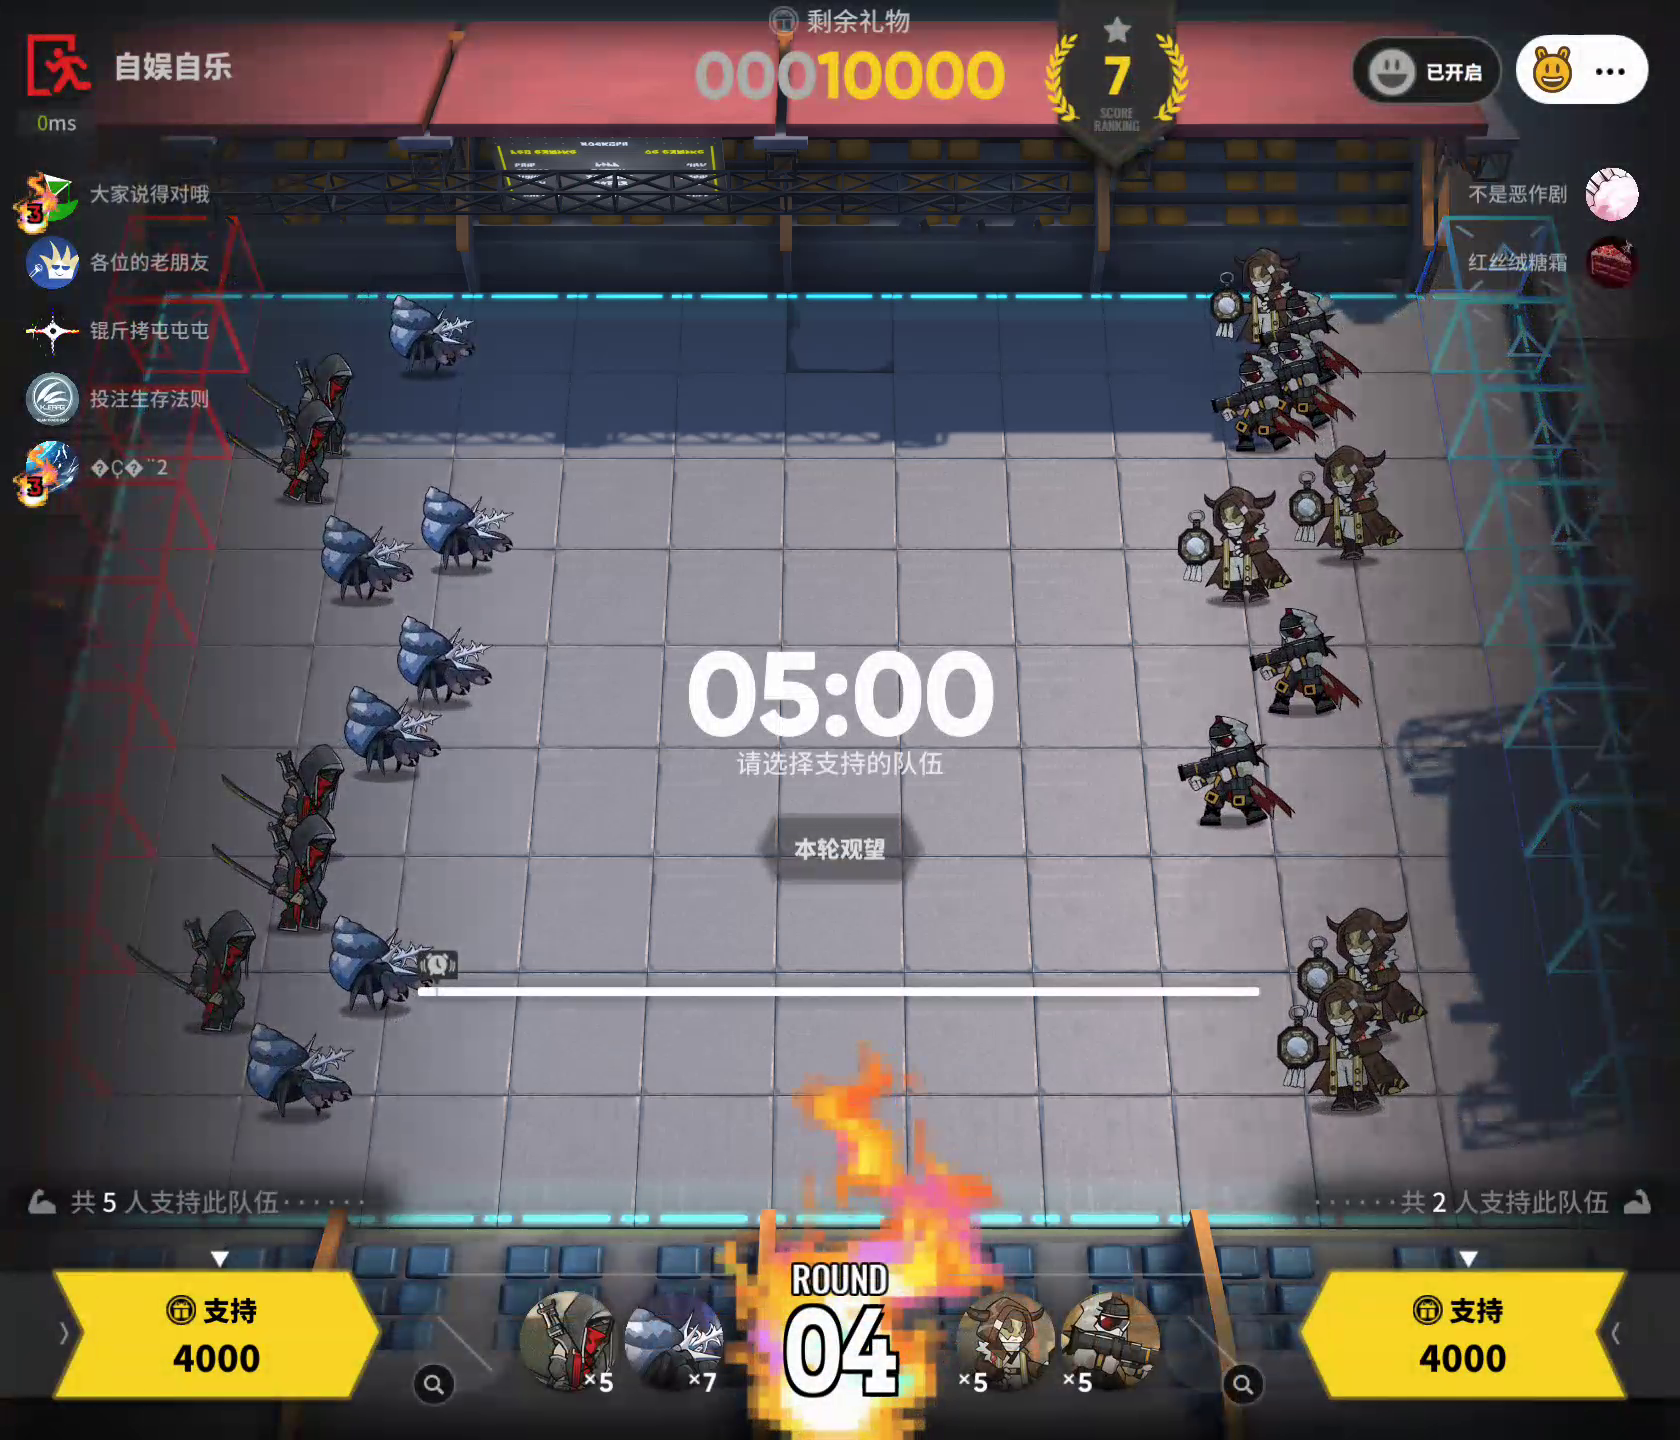 剩余礼物
自娱自乐
00010000
7
SCORE
RANKING
已开启
0ms
3
大家说得对哦
各位的老朋友
锟斤拷屯屯屯
投注生存法则
3
�Ç�¨2
不是恶作剧
红丝绒糖霜
05:00
请选择支持的队伍
本轮观望
共 5 人支持此队伍······
······共 2 人支持此队伍
支持
4000
×5
×7
ROUND
04
×5
×5
支持
4000